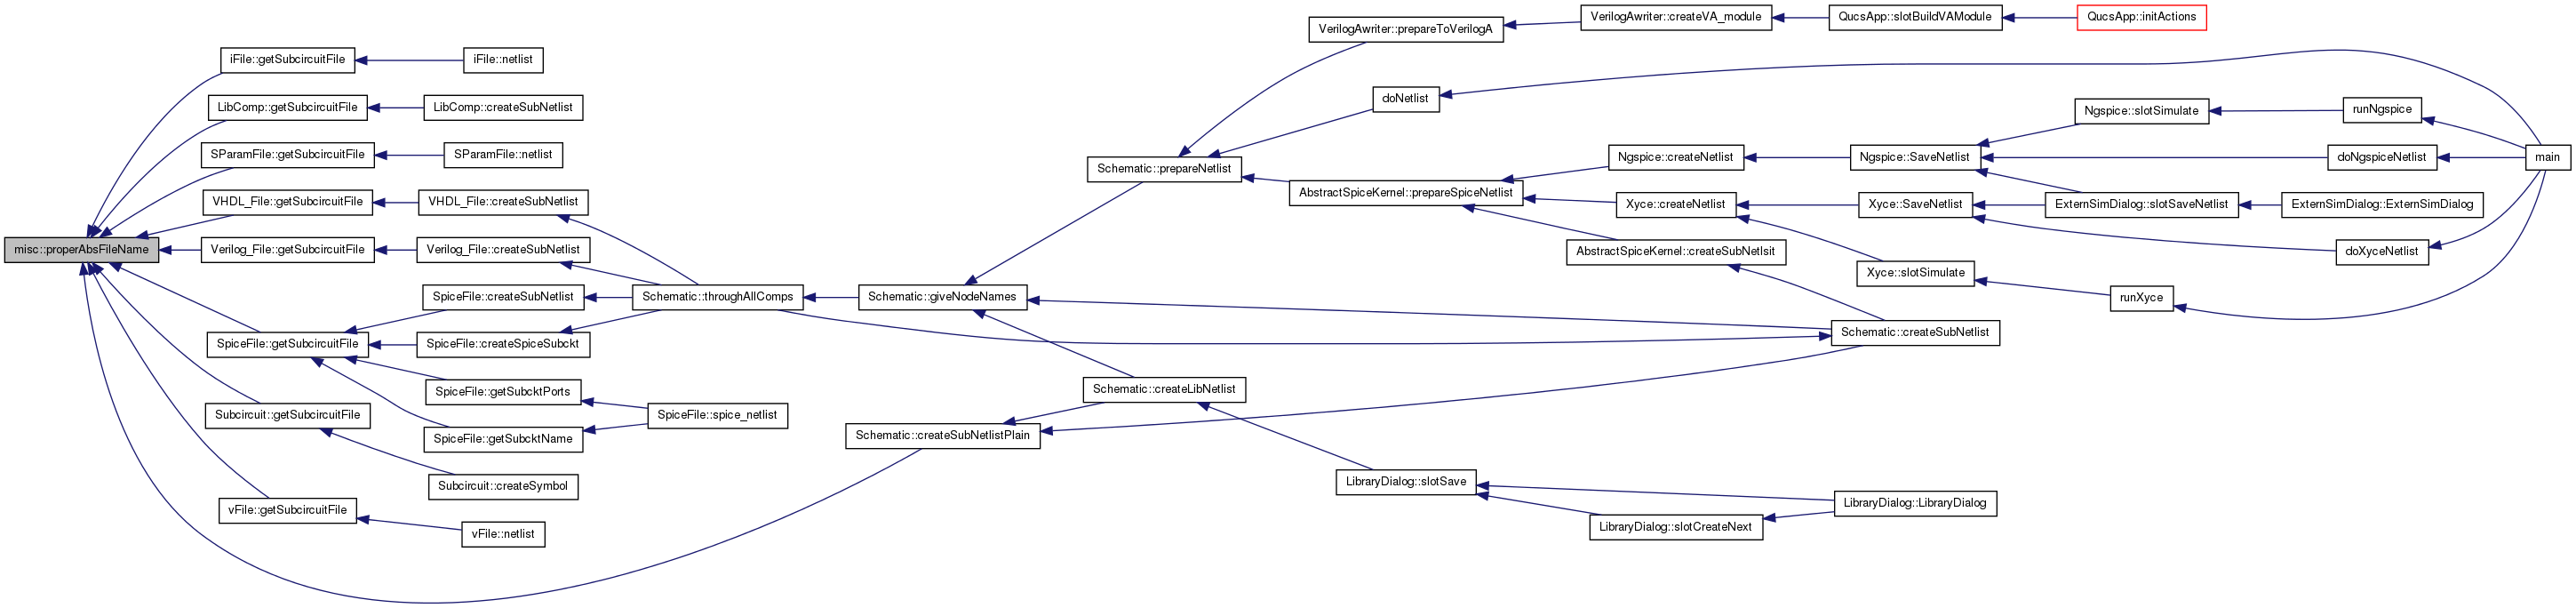 misc::properAbsFileName
iFile::getSubcircuitFile
iFile::netlist
LibComp::getSubcircuitFile
LibComp::createSubNetlist
SParamFile::getSubcircuitFile
SParamFile::netlist
VHDL_File::getSubcircuitFile
VHDL_File::createSubNetlist
Verilog_File::getSubcircuitFile
Verilog_File::createSubNetlist
SpiceFile::getSubcircuitFile
SpiceFile::createSubNetlist
SpiceFile::createSpiceSubckt
SpiceFile::getSubcktPorts
SpiceFile::getSubcktName
SpiceFile::spice_netlist
Subcircuit::getSubcircuitFile
Subcircuit::createSymbol
vFile::getSubcircuitFile
vFile::netlist
Schematic::throughAllComps
Schematic::giveNodeNames
Schematic::createSubNetlistPlain
Schematic::prepareNetlist
Schematic::createLibNetlist
VerilogAwriter::prepareToVerilogA
VerilogAwriter::createVA_module
QucsApp::slotBuildVAModule
QucsApp::initActions
doNetlist
AbstractSpiceKernel::prepareSpiceNetlist
Ngspice::createNetlist
Xyce::createNetlist
AbstractSpiceKernel::createSubNetlsit
Ngspice::SaveNetlist
Xyce::SaveNetlist
Xyce::slotSimulate
Schematic::createSubNetlist
Ngspice::slotSimulate
runNgspice
doNgspiceNetlist
ExternSimDialog::slotSaveNetlist
ExternSimDialog::ExternSimDialog
doXyceNetlist
runXyce
main
LibraryDialog::slotSave
LibraryDialog::slotCreateNext
LibraryDialog::LibraryDialog